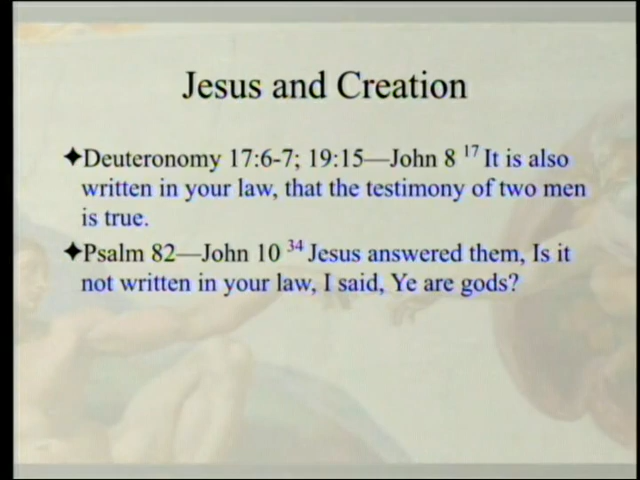 Jesus and Creation
✦Deuteronomy 17:6-7; 19:15—John 8 17 It is also
written in your law, that the testimony of two men
is true.
✦Psalm 82—John 10 34 Jesus answered them, Is it
not written in your law, I said, Ye are gods?